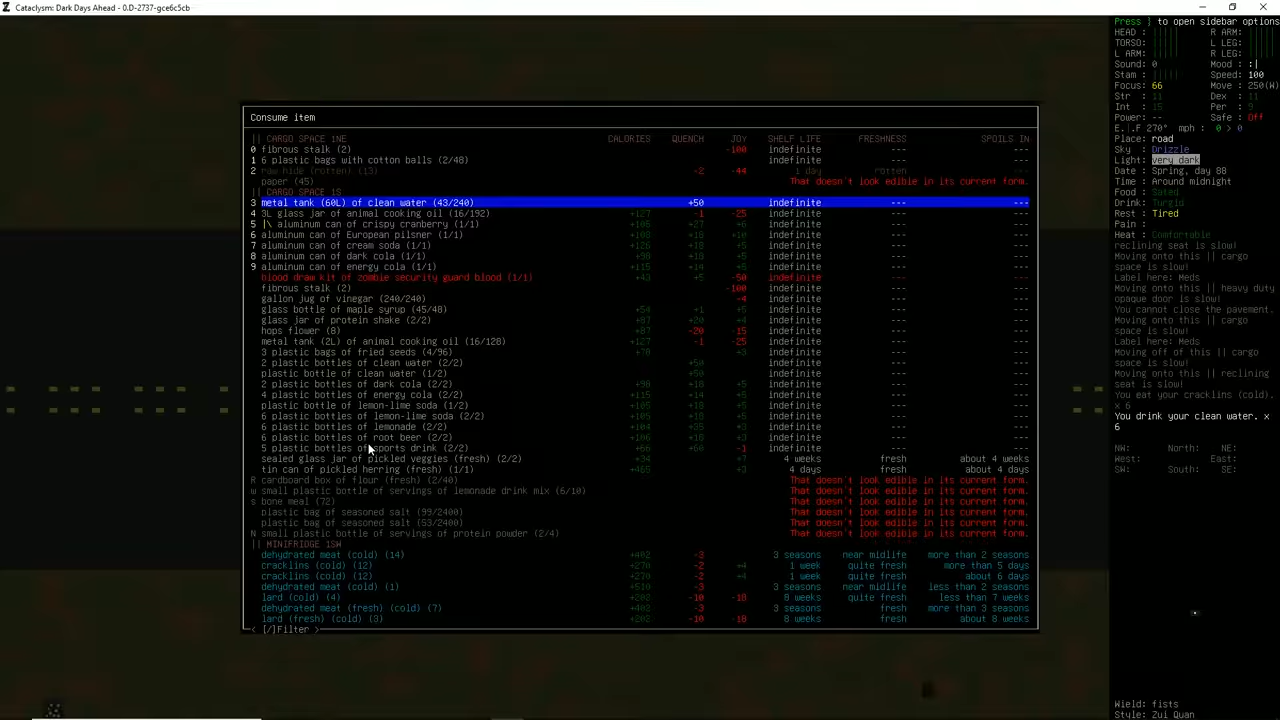 Cataclysm: Dark Days Ahead - 0.D-2737-gce6c5cb
Press } to open sidebar options
HEAD : ||||| R ARM: |||||
TORSO: ||||| L LEG: |||||
L ARM: ||||| R LEG: |||||
Sound: 0 Mood : :|
Stam : ||||| Speed: 100
Focus: 66 Move : 250(W)
Str : 11 Dex : 11
Int : 15 Per : 9
Power: -- Safe : Off
E.|.F 270° mph : 0 > 0
Place: road
Sky : Drizzle
Light: very dark
Date : Spring, day 88
Time : Around midnight
Food : Sated
Drink: Turgid
Rest : Tired
Pain :
Heat : Comfortable
reclining seat is slow!
Moving onto this || cargo
space is slow!
Label here: Meds
Moving onto this || heavy duty
opaque door is slow!
You cannot close the pavement.
Moving onto this || cargo
space is slow!
Label here: Meds
Moving off of this || cargo
space is slow!
Moving onto this || reclining
seat is slow!
You eat your cracklins (cold).
x 6
You drink your clean water. x
6
NW: North: NE:
West: East:
SW: South: SE:
Wield: fists
Style: Zui Quan
Consume item
|| CARGO SPACE 1NE CALORIES QUENCH JOY SHELF LIFE FRESHNESS SPOILS IN
0 fibrous stalk (2) -100 indefinite --- ---
1 6 plastic bags with cotton balls (2/48) indefinite --- ---
2 raw hide (rotten) (13) -2 -44 1 day rotten ---
paper (45) That doesn't look edible in its current form.
|| CARGO SPACE 1S
3 metal tank (60L) of clean water (43/240) +50 indefinite --- ---
4 3L glass jar of animal cooking oil (16/192) +127 -1 -25 indefinite --- ---
5 |\ aluminum can of crispy cranberry (1/1) +105 +27 +6 indefinite --- ---
6 aluminum can of European pilsner (1/1) +108 +18 +10 indefinite --- ---
7 aluminum can of cream soda (1/1) +126 +18 +5 indefinite --- ---
8 aluminum can of dark cola (1/1) +96 +18 +5 indefinite --- ---
9 aluminum can of energy cola (1/1) +115 +14 +5 indefinite --- ---
blood draw kit of zombie security guard blood (1/1) +43 +5 -50 indefinite --- ---
fibrous stalk (2) -100 indefinite --- ---
gallon jug of vinegar (240/240) -4 indefinite --- ---
glass bottle of maple syrup (45/48) +54 +1 +5 indefinite --- ---
glass jar of protein shake (2/2) +87 +20 +4 indefinite --- ---
hops flower (8) +87 -20 -15 indefinite --- ---
metal tank (2L) of animal cooking oil (16/128) +127 -1 -25 indefinite --- ---
3 plastic bags of fried seeds (4/96) +70 +3 indefinite --- ---
2 plastic bottles of clean water (2/2) +50 indefinite --- ---
plastic bottle of clean water (1/2) +50 indefinite --- ---
2 plastic bottles of dark cola (2/2) +96 +18 +5 indefinite --- ---
4 plastic bottles of energy cola (2/2) +115 +14 +5 indefinite --- ---
plastic bottle of lemon-lime soda (1/2) +105 +18 +5 indefinite --- ---
6 plastic bottles of lemon-lime soda (2/2) +105 +18 +5 indefinite --- ---
6 plastic bottles of lemonade (2/2) +104 +35 +3 indefinite --- ---
6 plastic bottles of root beer (2/2) +106 +18 +3 indefinite --- ---
5 plastic bottles of sports drink (2/2) +66 +60 -1 indefinite --- ---
sealed glass jar of pickled veggies (fresh) (2/2) +34 +7 4 weeks fresh about 4 weeks
tin can of pickled herring (fresh) (1/1) +469 +3 4 days fresh about 4 days
R cardboard box of flour (fresh) (2/40) That doesn't look edible in its current form.
w small plastic bottle of servings of lemonade drink mix (6/10) That doesn't look edible in its current form.
s bone meal (72) That doesn't look edible in its current form.
plastic bag of seasoned salt (99/2400) That doesn't look edible in its current form.
plastic bag of seasoned salt (53/2400) That doesn't look edible in its current form.
N small plastic bottle of servings of protein powder (2/4) That doesn't look edible in its current form.
|| MINIFRIDGE 1SW
dehydrated meat (cold) (14) +402 -3 3 seasons near midlife more than 2 seasons
cracklins (cold) (12) +270 -2 +4 1 week quite fresh more than 5 days
cracklins (cold) (12) +270 -2 +4 1 week quite fresh about 6 days
dehydrated meat (cold) (1) +510 -3 3 seasons near midlife less than 2 seasons
lard (cold) (4) +202 -10 -18 8 weeks quite fresh less than 7 weeks
dehydrated meat (fresh) (cold) (7) +402 -3 3 seasons fresh more than 3 seasons
lard (fresh) (cold) (3) +202 -10 -18 8 weeks fresh about 8 weeks
< [/]Filter >